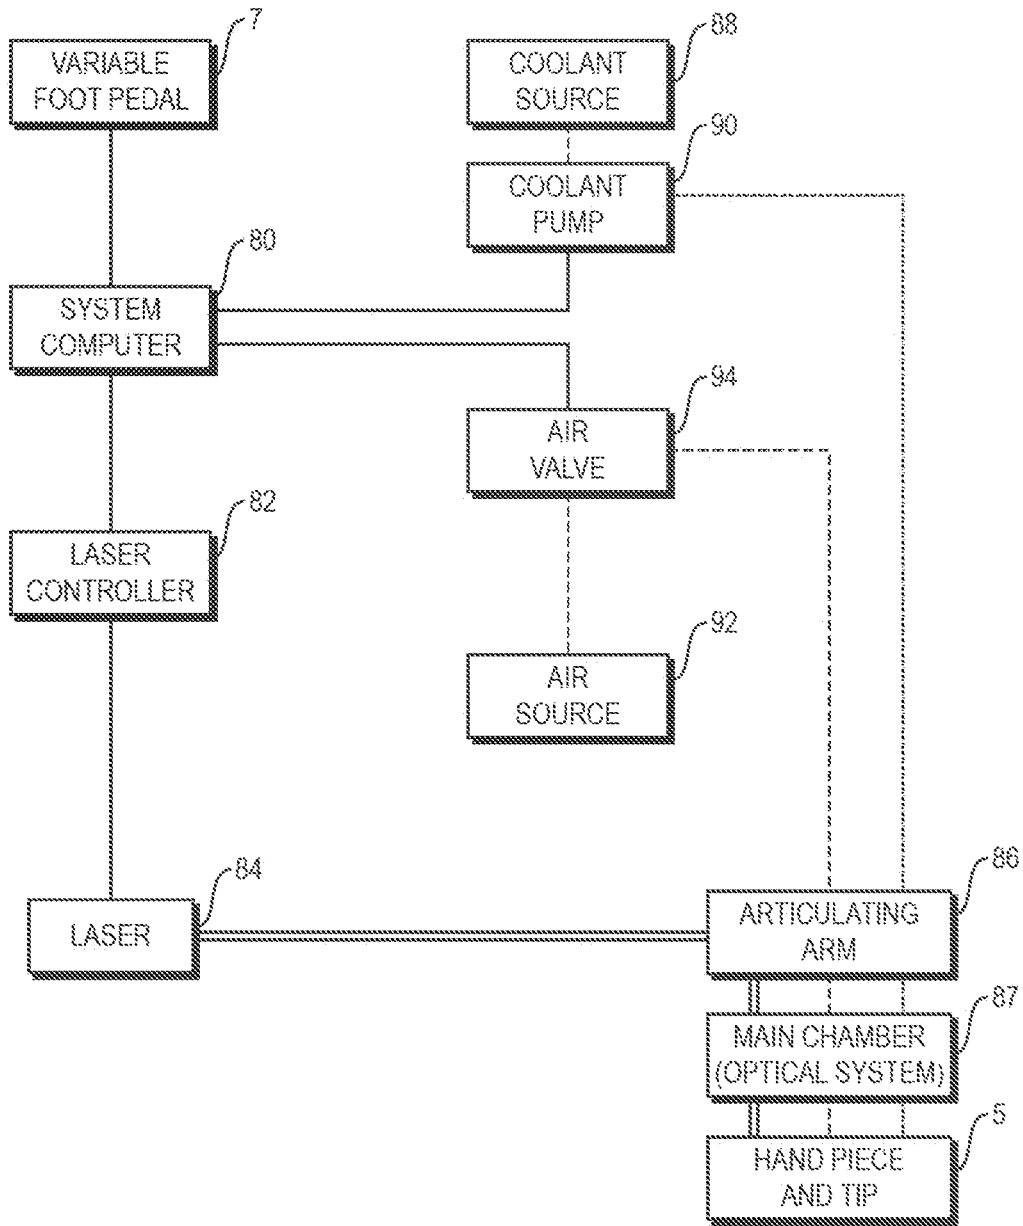 7
VARIABLE
FOOT PEDAL
88
COOLANT
SOURCE
90
COOLANT
PUMP
80
SYSTEM
COMPUTER
94
AIR
VALVE
82
LASER
CONTROLLER
92
AIR
SOURCE
84
LASER
86
ARTICULATING
ARM
87
MAIN CHAMBER
(OPTICAL SYSTEM)
5
HAND PIECE
AND TIP